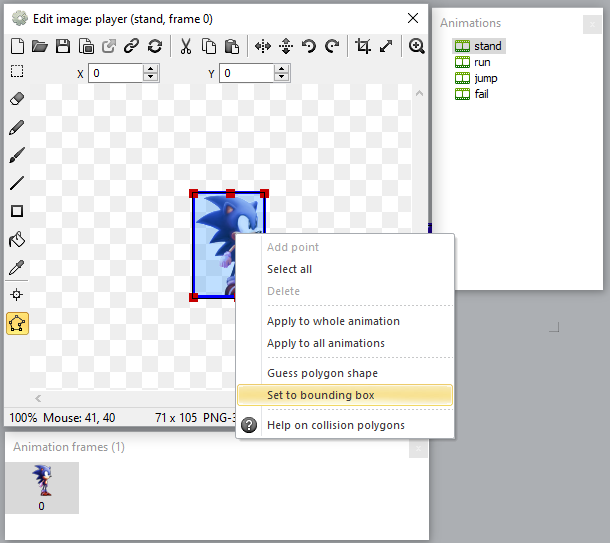 Edit image: player (stand, frame 0)
X 0 Y 0
Add point
Select all
Delete
Apply to whole animation
Apply to all animations
Guess polygon shape
Set to bounding box
Help on collision polygons
100% Mouse: 41, 40 71 x 105 PNG-3
Animations
stand
run
jump
fail
Animation frames (1)
0